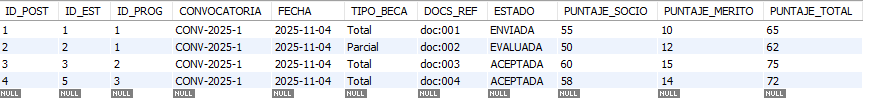 ID_POST ID_EST ID_PROG CONVOCATORIA FECHA TIPO_BECA DOCS_REF ESTADO PUNTAJE_SOCIO PUNTAJE_MERITO PUNTAJE_TOTAL
1 1 1 CONV-2025-1 2025-11-04 Total doc:001 ENVIADA 55 10 65
2 2 1 CONV-2025-1 2025-11-04 Parcial doc:002 EVALUADA 50 12 62
3 3 2 CONV-2025-1 2025-11-04 Total doc:003 ACEPTADA 60 15 75
4 5 3 CONV-2025-1 2025-11-04 Total doc:004 ACEPTADA 58 14 72
NULL NULL NULL NULL NULL NULL NULL NULL NULL NULL NULL